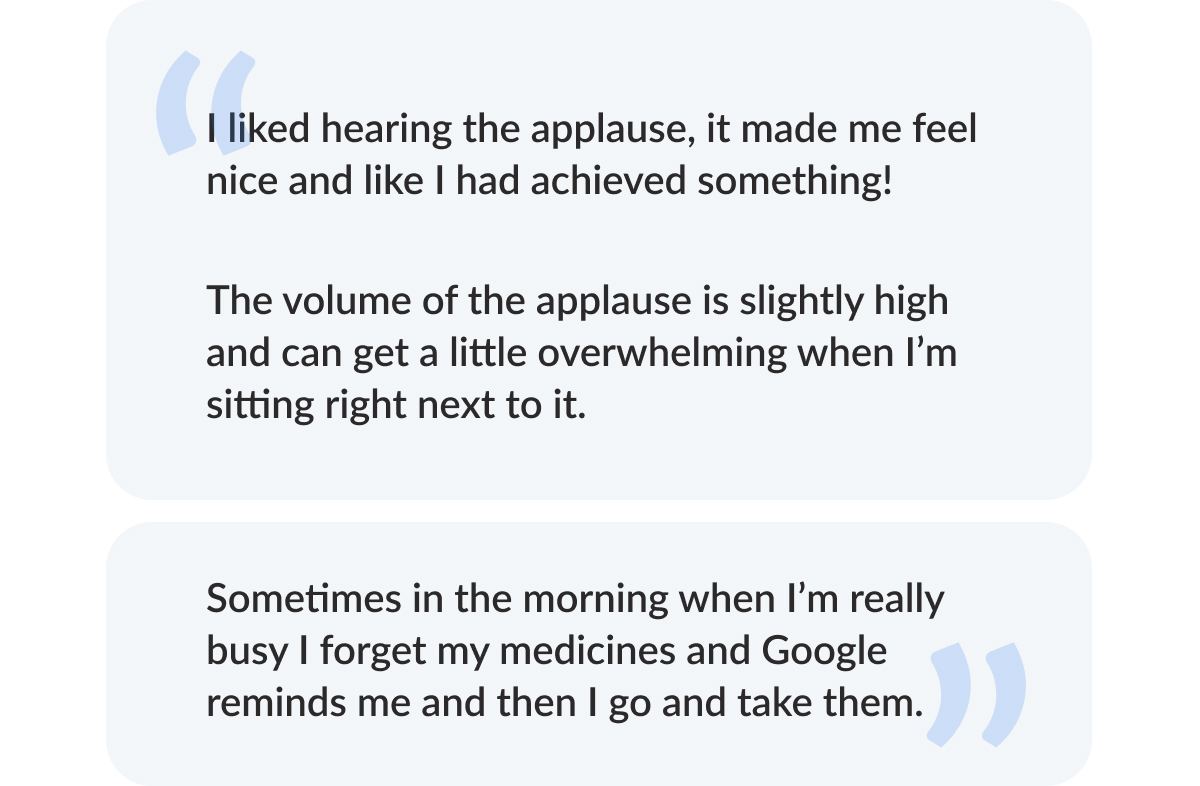 I liked hearing the applause, it made me feel
nice and like I had achieved something!
The volume of the applause is slightly high
and can get a little overwhelming when I’m
sitting right next to it.
Sometimes in the morning when I’m really
busy I forget my medicines and Google
reminds me and then I go and take them.